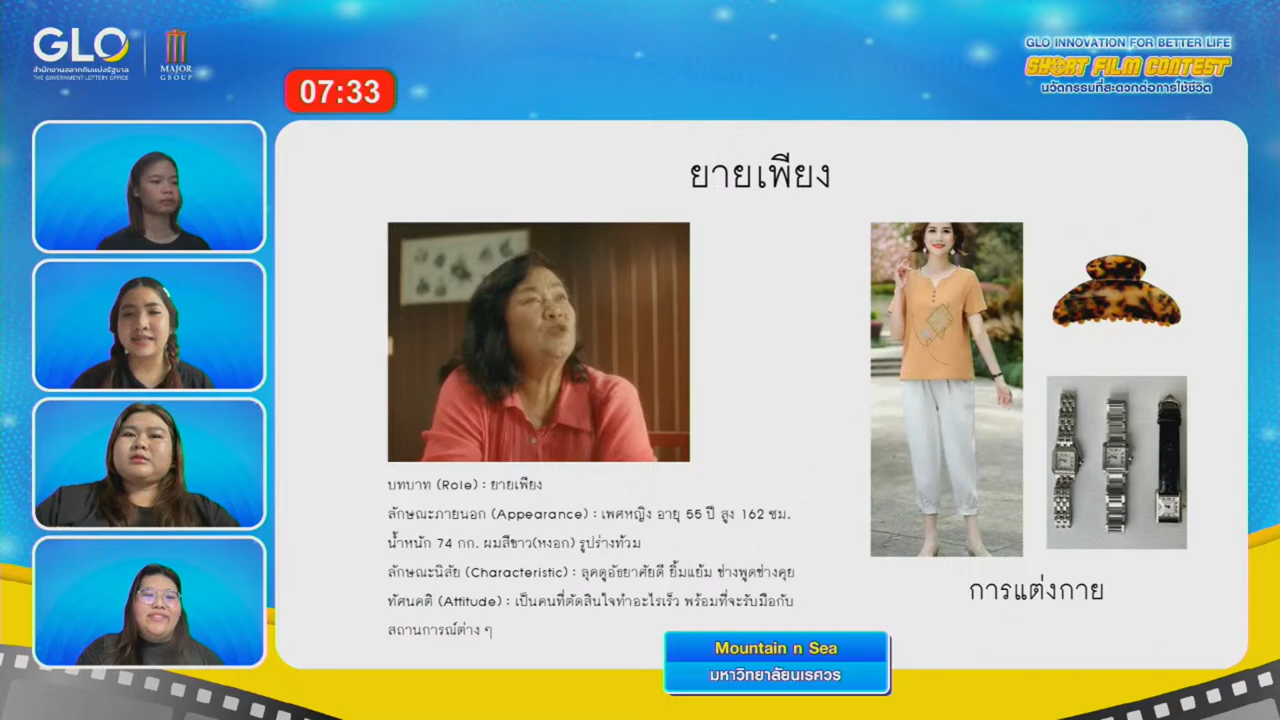 GLO
สำนักงานสลากกินแบ่งรัฐบาล
THE GOVERNMENT LOTTERY OFFICE
MAJOR
GROUP
GLO INNOVATION FOR BETTER LIFE
SHORT FILM CONTEST
นวัตกรรมที่สะดวกต่อการใช้ชีวิต
07:33
ยายเพียง
บทบาท (Role) : ยายเพียง
ลักษณะภายนอก (Appearance) : เพศหญิง อายุ 55 ปี สูง 162 ซม.
น้ำหนัก 74 กก. ผมสีขาว(หงอก) รูปร่างท้วม
ลักษณะนิสัย (Characteristic) : ลุคดูอัธยาศัยดี ยิ้มแย้ม ช่างพูดช่างคุย
ทัศนคติ (Attitude) : เป็นคนที่ตัดสินใจทำอะไรเร็ว พร้อมที่จะรับมือกับ
สถานการณ์ต่าง ๆ
การแต่งกาย
Mountain n Sea
มหาวิทยาลัยนเรศวร